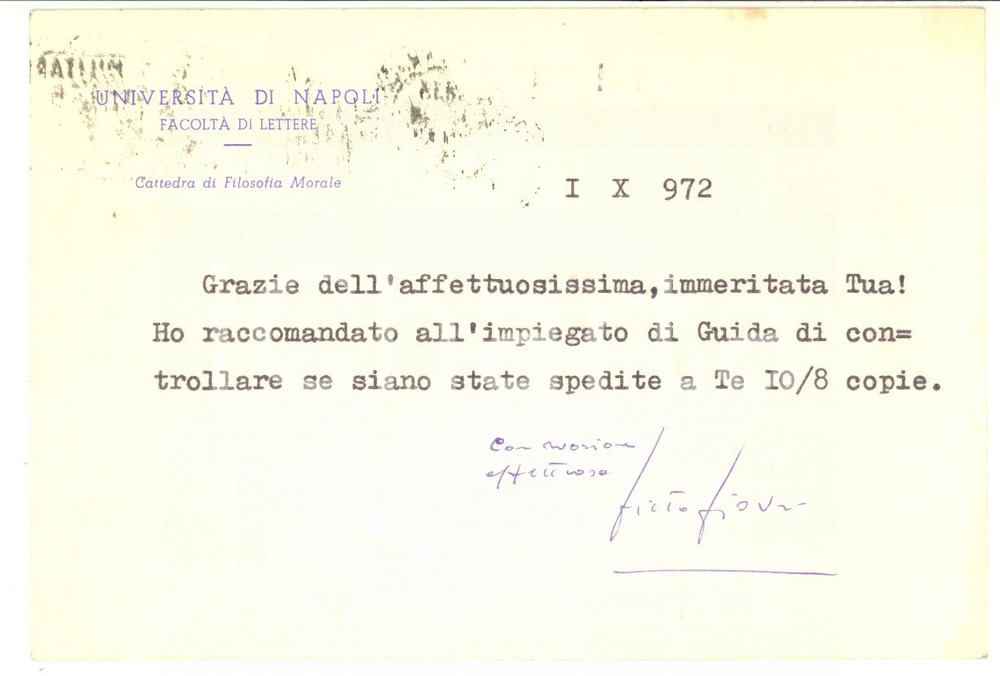 UNIVERSITÀ DI NAPOLI
FACOLTÀ DI LETTERE
Cattedra di Filosofia Morale
I X 972
Grazie dell'affettuosissima,immeritata Tua!
Ho raccomandato all'impiegato di Guida di con=
trollare se siano state spedite a Te IO/8 copie.
Con
affettuosa